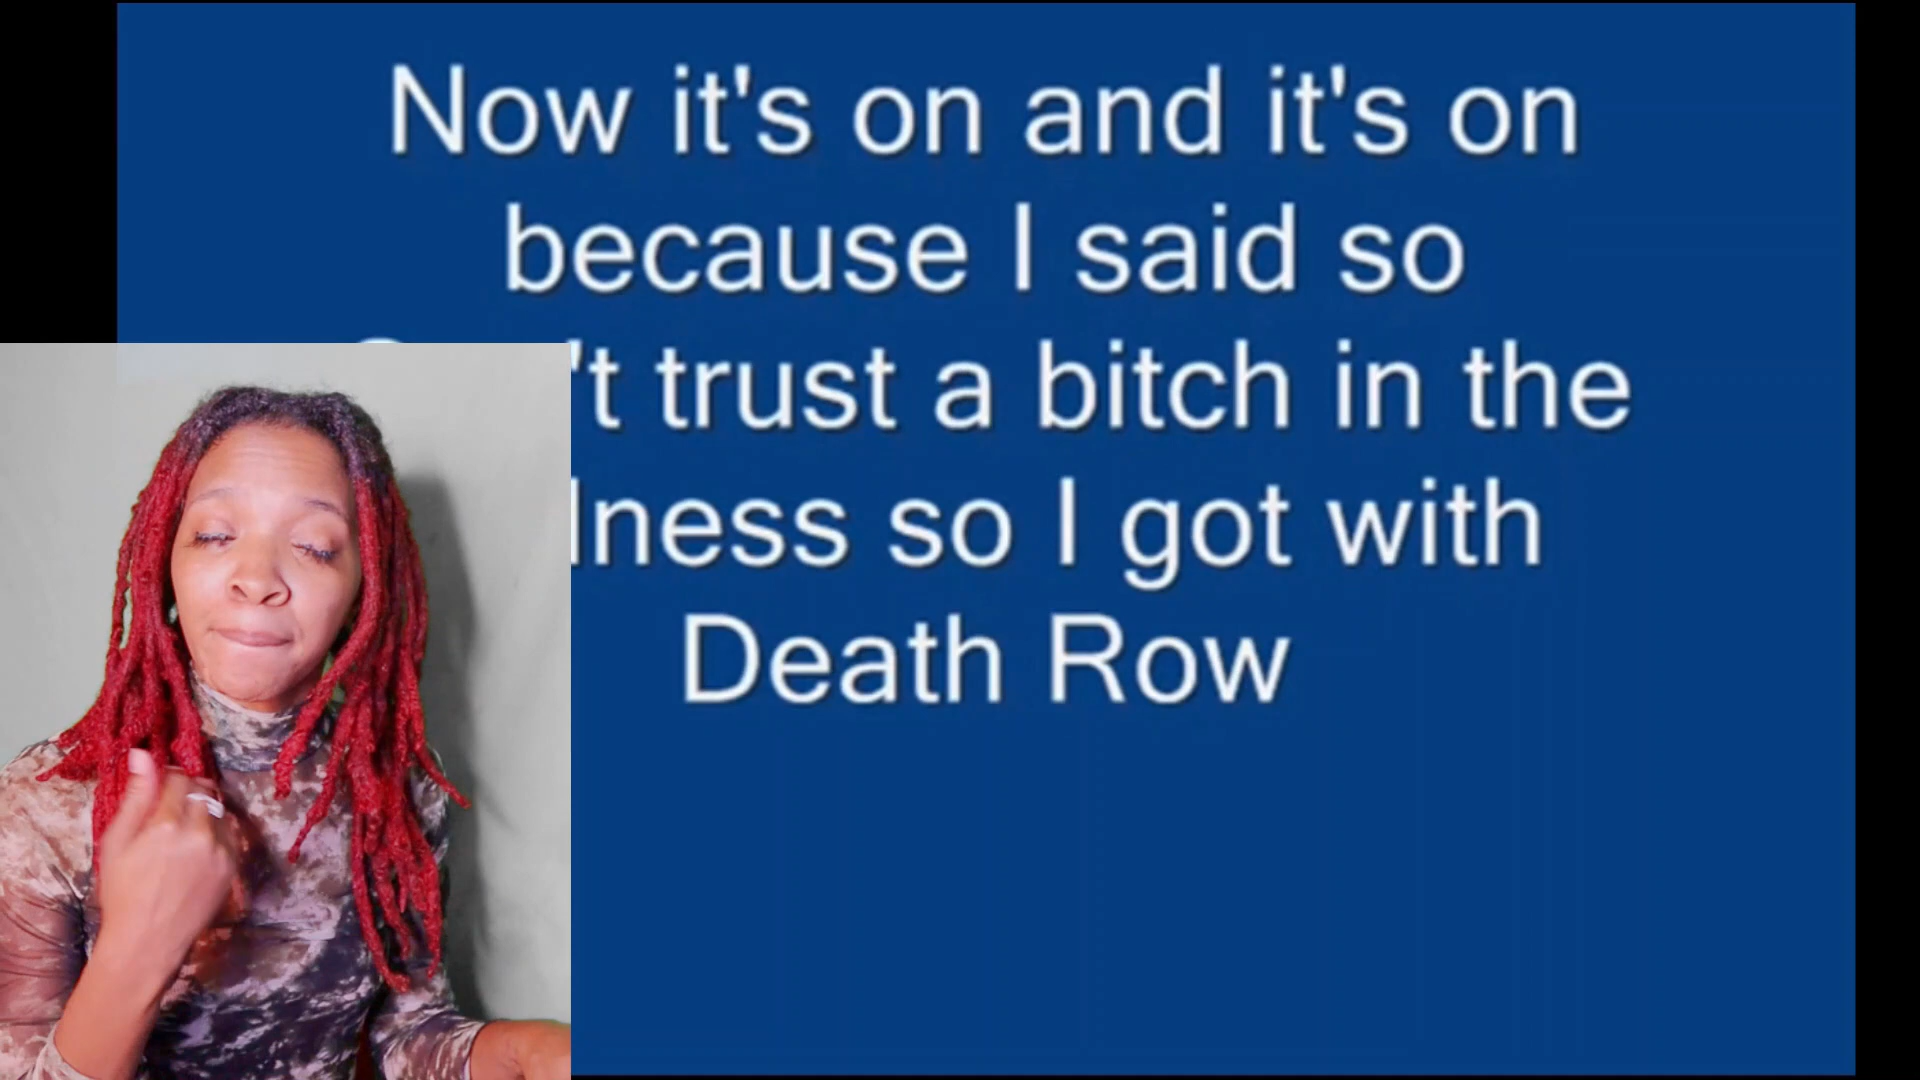 Now it's on and it's on
because I said so
't trust a bitch in the
lness so I got with
Death Row